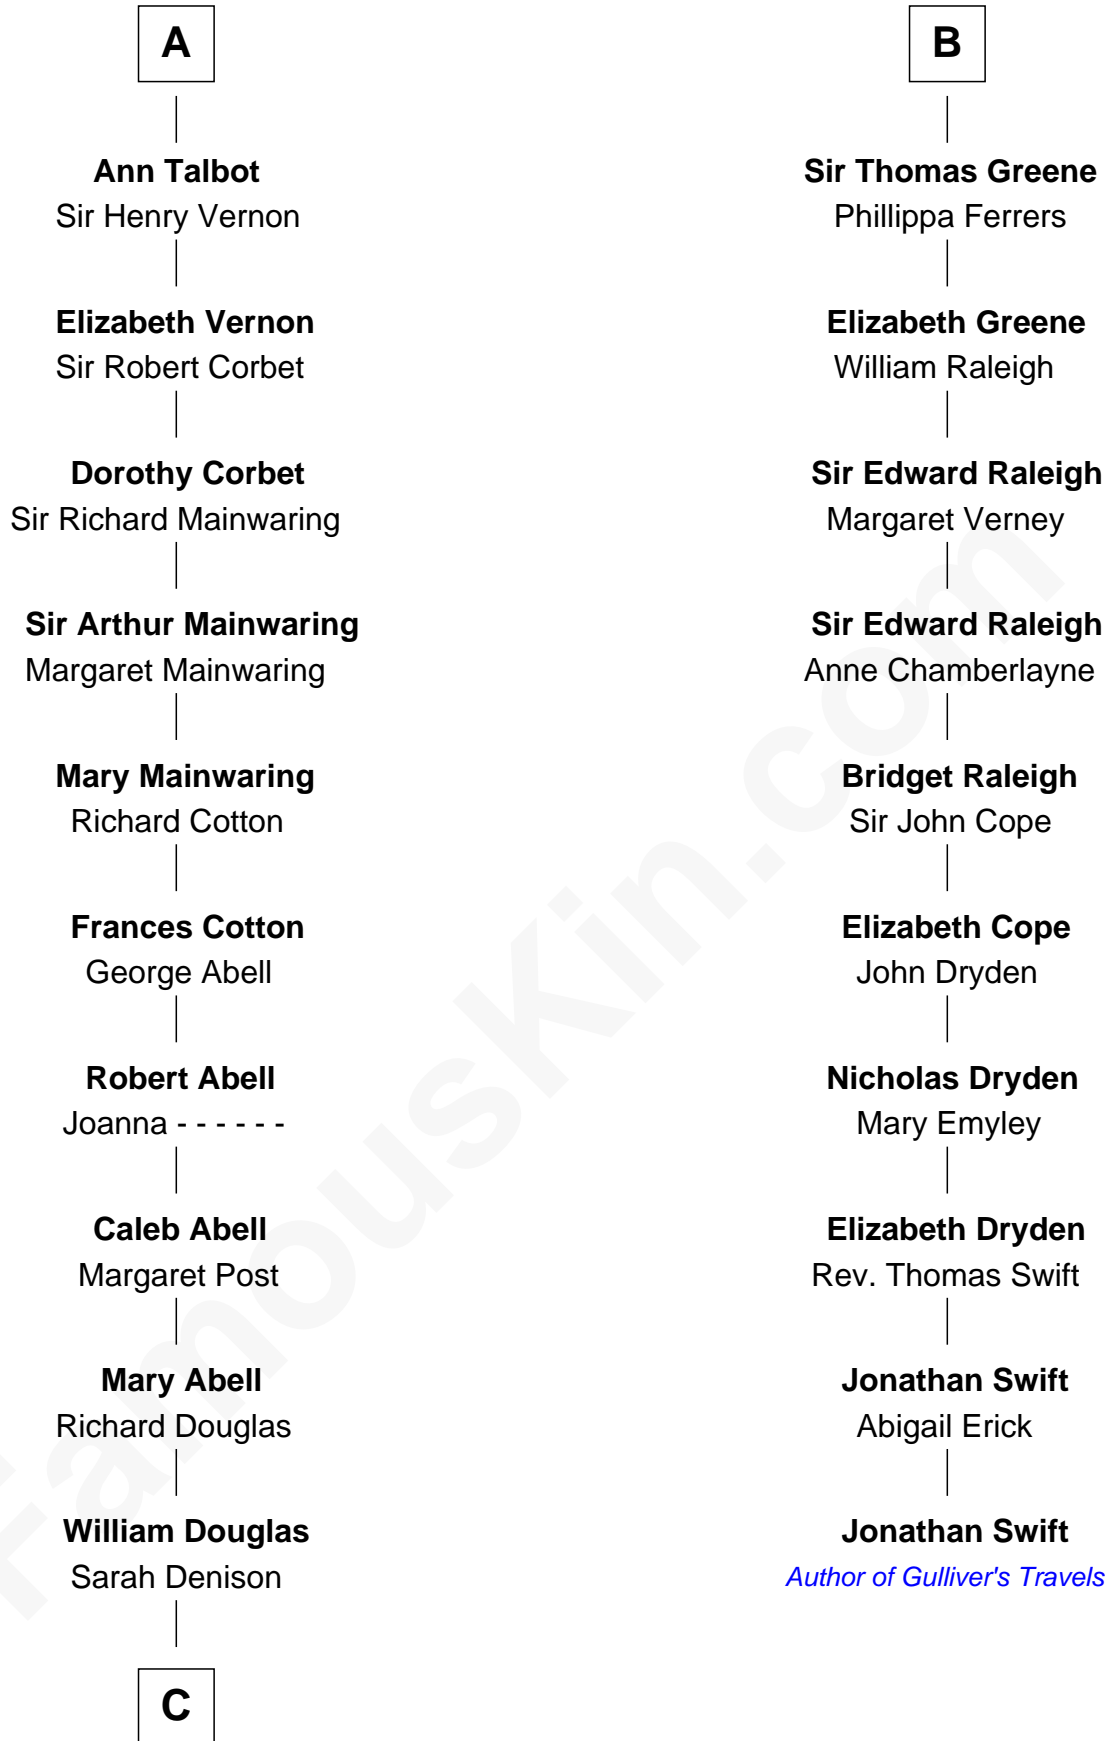 A
Ann Talbot
Sir Henry Vernon
Elizabeth Vernon
Sir Robert Corbet
Dorothy Corbet
Sir Richard Mainwaring
Sir Arthur Mainwaring
Margaret Mainwaring
Mary Mainwaring
Richard Cotton
Frances Cotton
George Abell
Robert Abell
Joanna - - - - - -
Caleb Abell
Margaret Post
Mary Abell
Richard Douglas
William Douglas
Sarah Denison
C
B
Sir Thomas Greene
Phillippa Ferrers
Elizabeth Greene
William Raleigh
Sir Edward Raleigh
Margaret Verney
Sir Edward Raleigh
Anne Chamberlayne
Bridget Raleigh
Sir John Cope
Elizabeth Cope
John Dryden
Nicholas Dryden
Mary Emyley
Elizabeth Dryden
Rev. Thomas Swift
Jonathan Swift
Abigail Erick
Jonathan Swift
Author of Gulliver's Travels
FamousKin.com